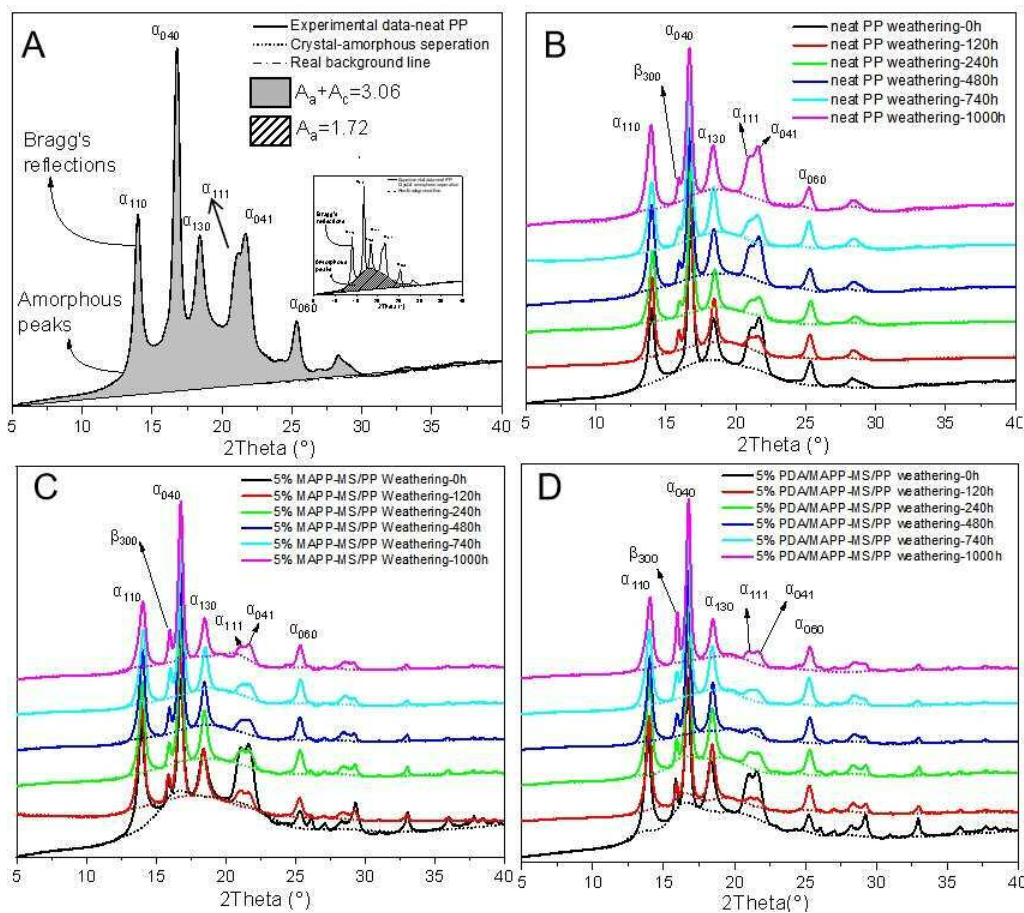 A
α040
Experimental data-neat PP
Crystal-amorphous seperation
Real background line
Aa+Ac=3.06
Aa=1.72
Bragg's
reflections
α110
α130
α111
α041
Amorphous
peaks
α060
5 10 15 20 25 30 35 40
2Theta (°)
B
α040
neat PP weathering-0h
neat PP weathering-120h
neat PP weathering-240h
neat PP weathering-480h
neat PP weathering-740h
neat PP weathering-1000h
β300
α110
α130
α111
α041
α060
5 10 15 20 25 30 35 40
2Theta (°)
C
α040
5% MAPP-MS/PP Weathering-0h
5% MAPP-MS/PP Weathering-120h
5% MAPP-MS/PP Weathering-240h
5% MAPP-MS/PP Weathering-480h
5% MAPP-MS/PP Weathering-740h
5% MAPP-MS/PP Weathering-1000h
β300
α110
α130
α111
α041
α060
5 10 15 20 25 30 35 40
2Theta (°)
D
α040
5% PDA/MAPP-MS/PP weathering-0h
5% PDA/MAPP-MS/PP weathering-120h
5% PDA/MAPP-MS/PP weathering-240h
5% PDA/MAPP-MS/PP weathering-480h
5% PDA/MAPP-MS/PP weathering-740h
5% PDA/MAPP-MS/PP weathering-1000h
β300
α110
α130
α111
α041
α060
5 10 15 20 25 30 35 40
2Theta(°)